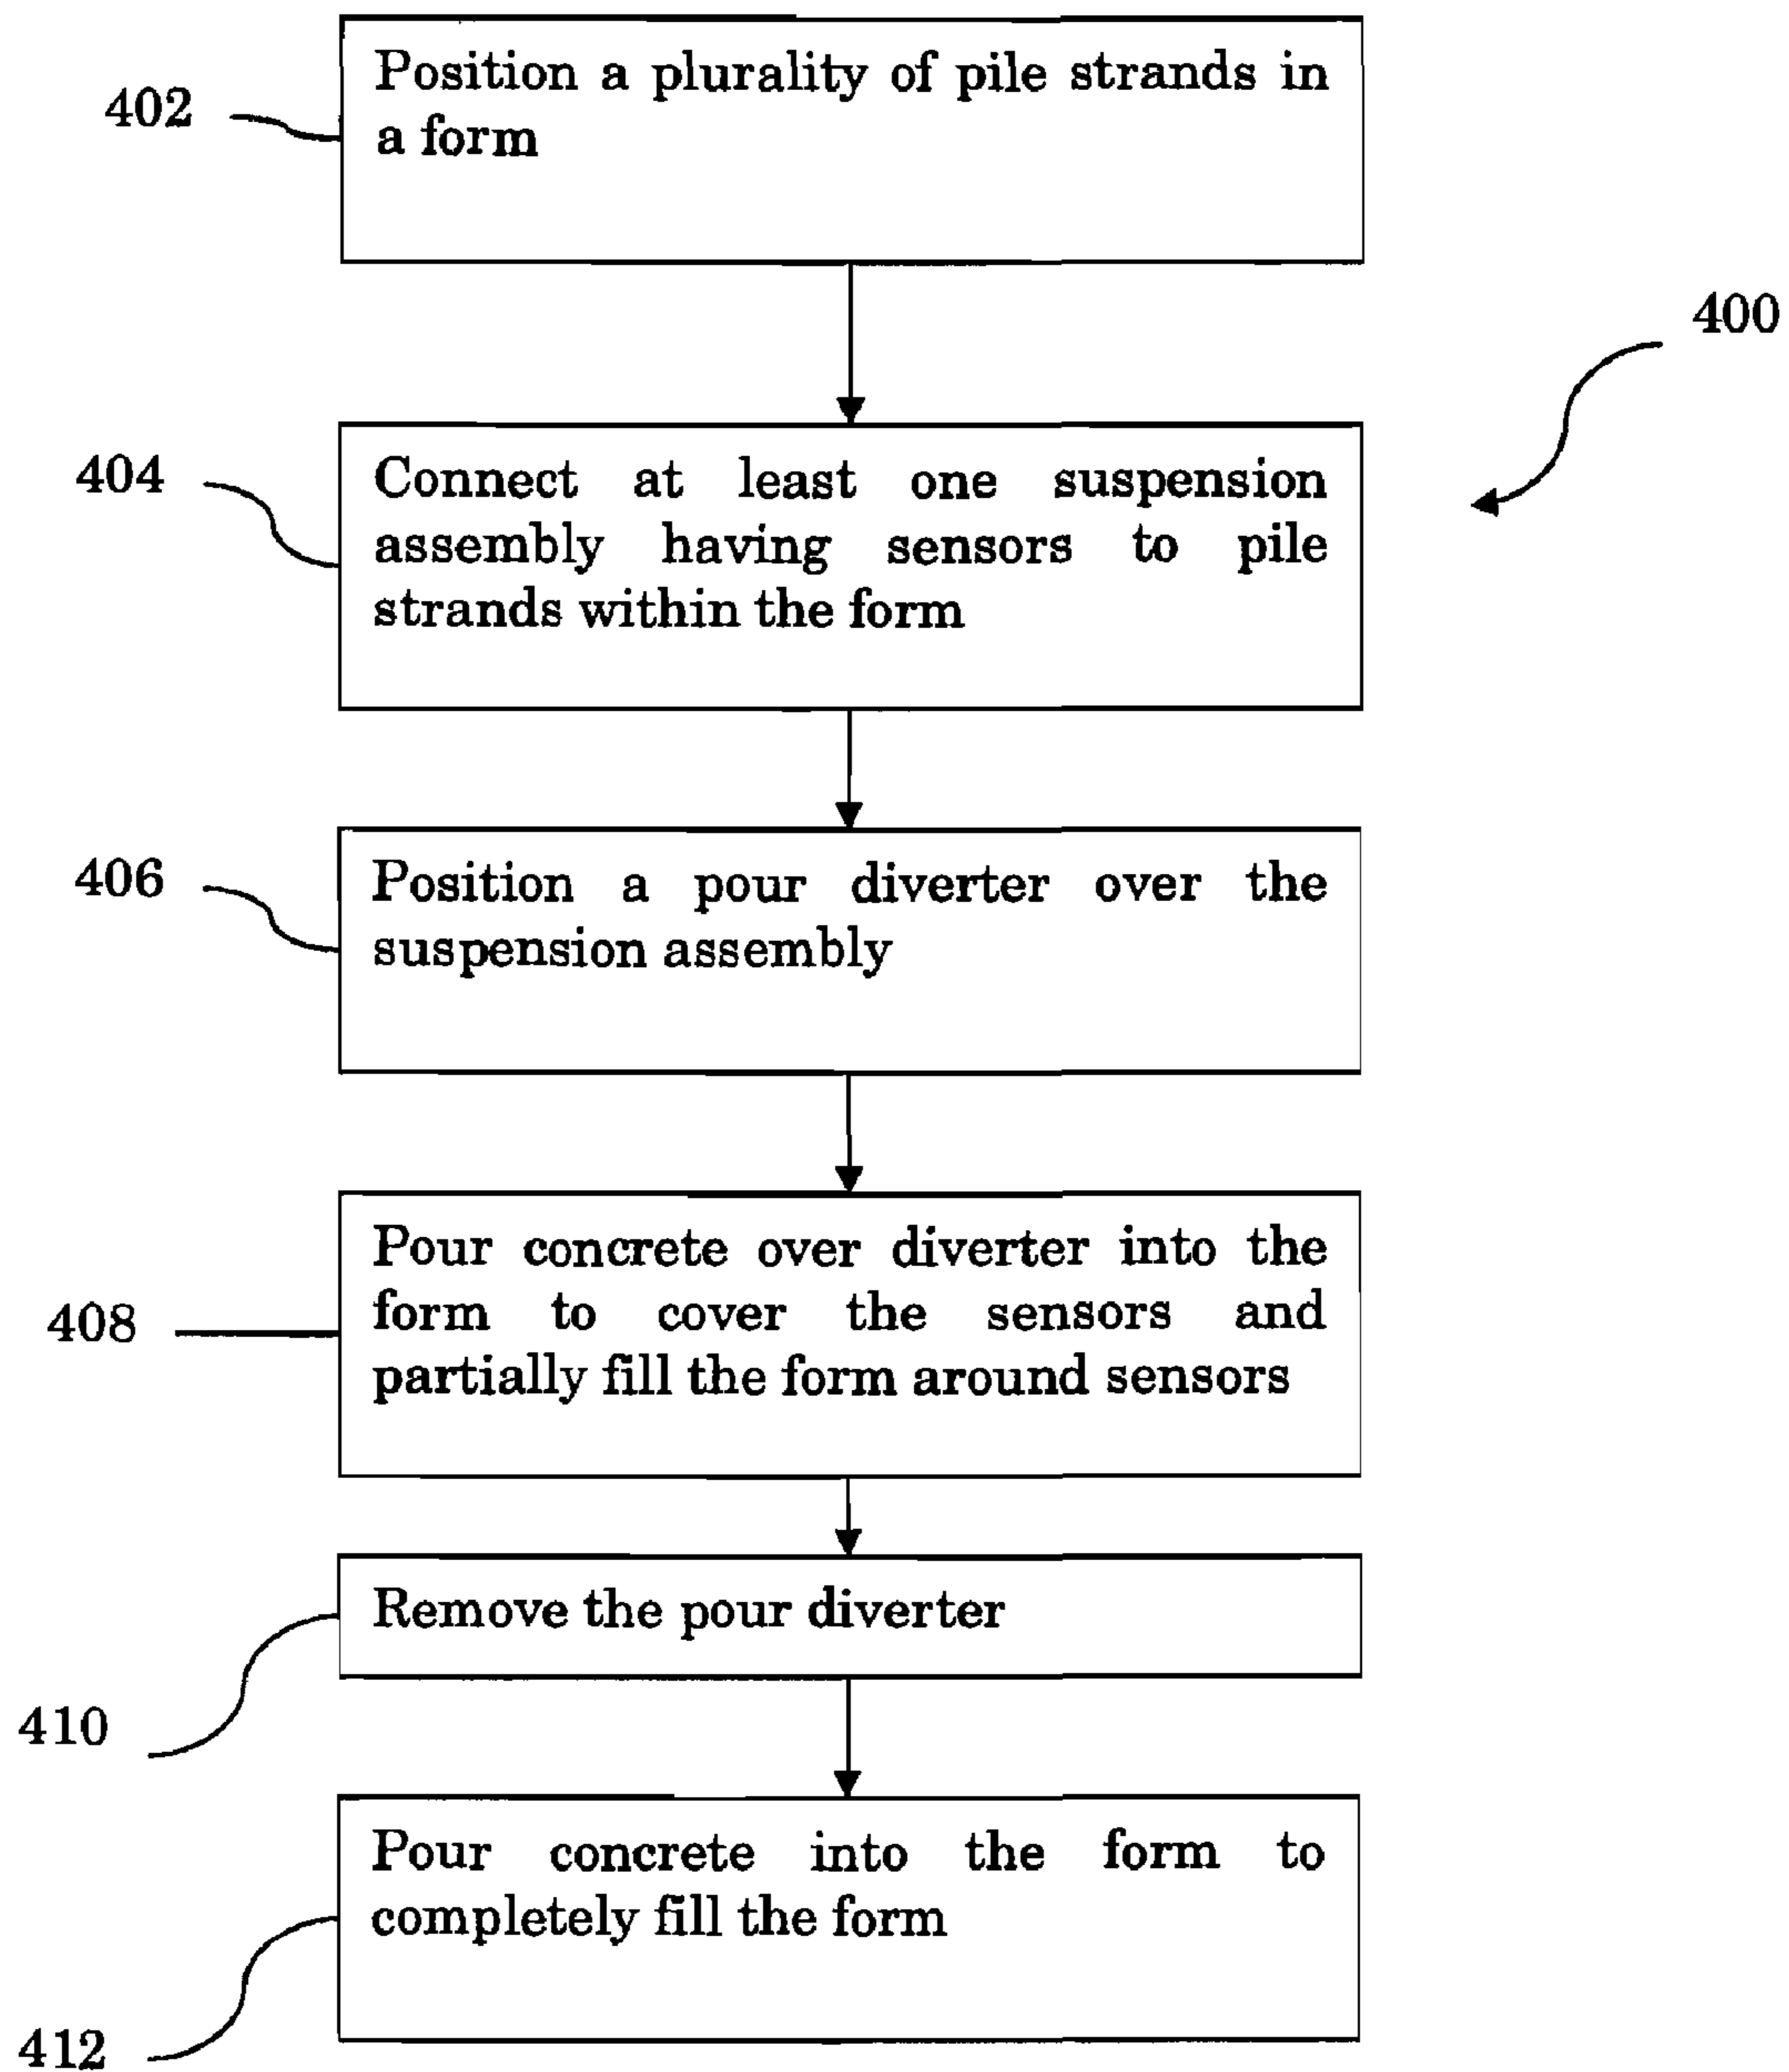 402
Position a plurality of pile strands in
a form
400
404
Connect at least one suspension
assembly having sensors to pile
strands within the form
406
Position a pour diverter over the
suspension assembly
408
Pour concrete over diverter into the
form to cover the sensors and
partially fill the form around sensors
410
Remove the pour diverter
412
Pour concrete into the form to
completely fill the form